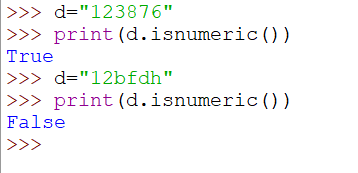 >>> d="123876"
>>> print(d.isnumeric())
True
>>> d="12bfdh"
>>> print(d.isnumeric())
False
>>>